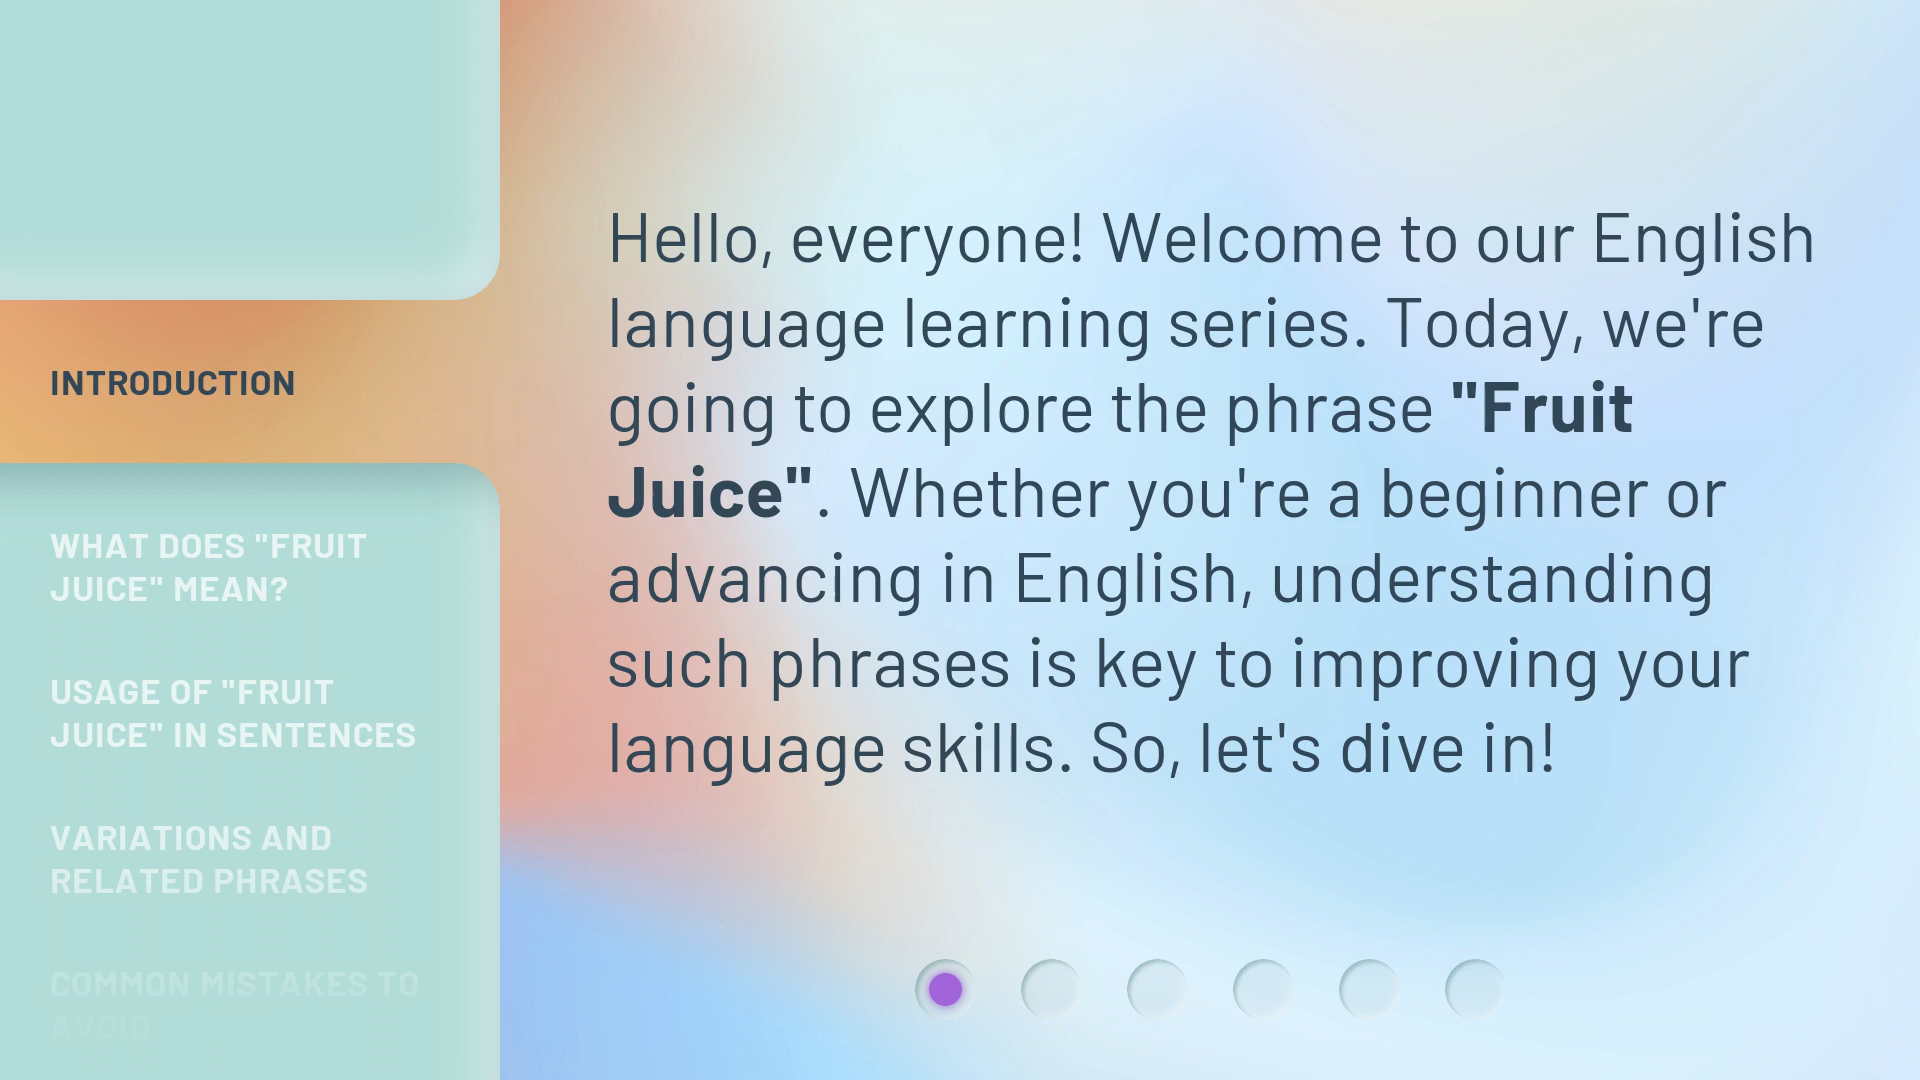 INTRODUCTION
WHAT DOES "FRUIT
JUICE" MEAN?
USAGE OF "FRUIT
JUICE" IN SENTENCES
VARIATIONS AND
RELATED PHRASES
COMMON MISTAKES TO
AVOID
Hello, everyone! Welcome to our English
language learning series. Today, we're
going to explore the phrase "Fruit
Juice". Whether you're a beginner or
advancing in English, understanding
such phrases is key to improving your
language skills. So, let's dive in!